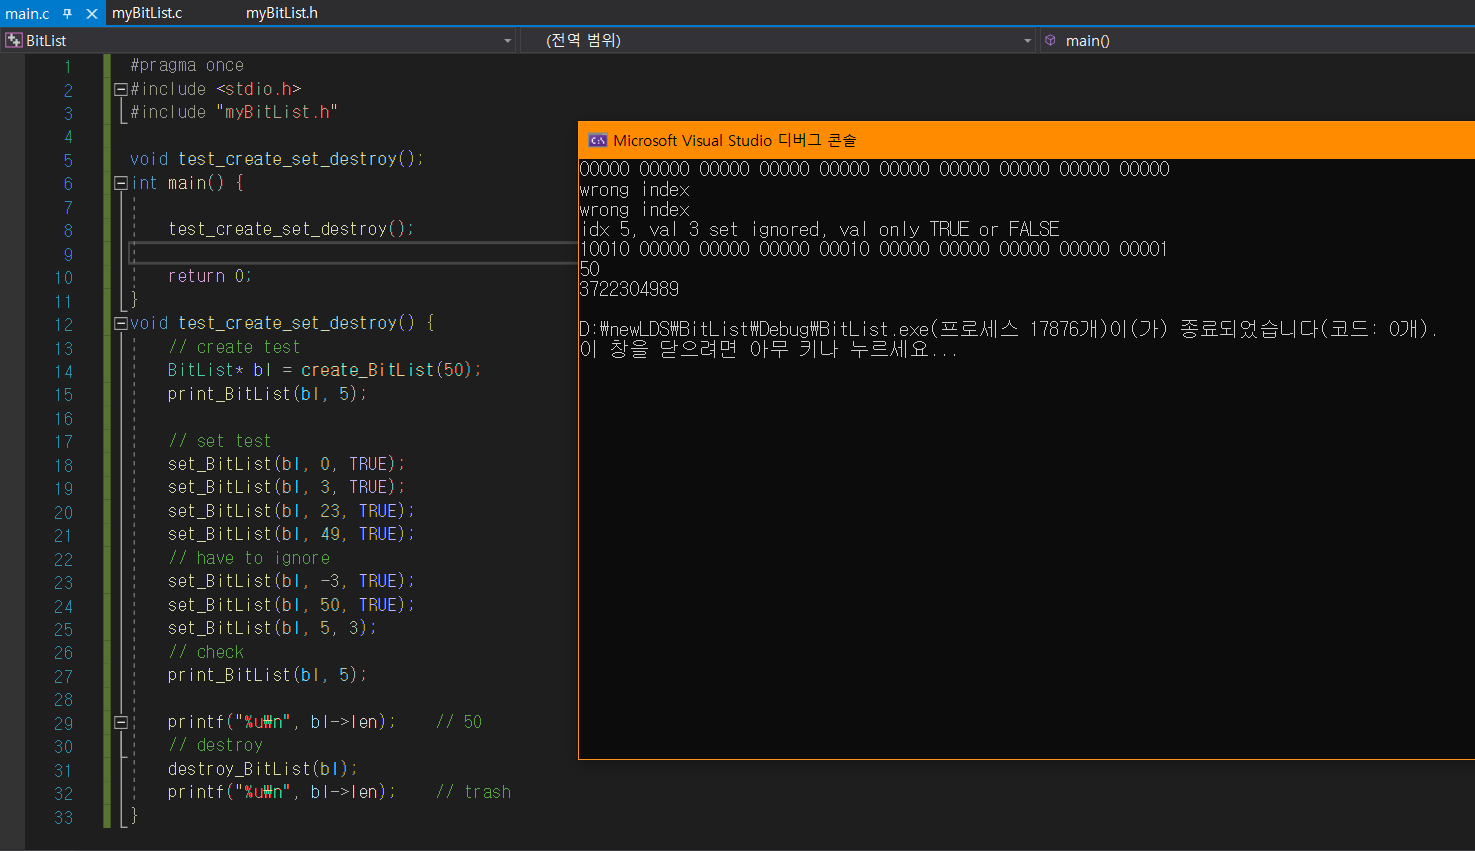 main.c
myBitList.c
myBitList.h
BitList
(전역 범위)
main()
1 #pragma once
2 #include <stdio.h>
3 #include "myBitList.h"
4
5 void test_create_set_destroy();
6 int main() {
7
8 test_create_set_destroy();
9
10 return 0;
11 }
12 void test_create_set_destroy() {
13 // create test
14 BitList* bl = create_BitList(50);
15 print_BitList(bl, 5);
16
17 // set test
18 set_BitList(bl, 0, TRUE);
19 set_BitList(bl, 3, TRUE);
20 set_BitList(bl, 23, TRUE);
21 set_BitList(bl, 49, TRUE);
22 // have to ignore
23 set_BitList(bl, -3, TRUE);
24 set_BitList(bl, 50, TRUE);
25 set_BitList(bl, 5, 3);
26 // check
27 print_BitList(bl, 5);
28
29 printf("%u₩n", bl->len); // 50
30 // destroy
31 destroy_BitList(bl);
32 printf("%u₩n", bl->len); // trash
33 }
Microsoft Visual Studio 디버그 콘솔
00000 00000 00000 00000 00000 00000 00000 00000 00000 00000
wrong index
wrong index
idx 5, val 3 set ignored, val only TRUE or FALSE
10010 00000 00000 00000 00010 00000 00000 00000 00000 00001
50
3722304989
D:₩newLDS₩BitList₩Debug₩BitList.exe(프로세스 17876개)이(가) 종료되었습니다(코드: 0개).
이 창을 닫으려면 아무 키나 누르세요...